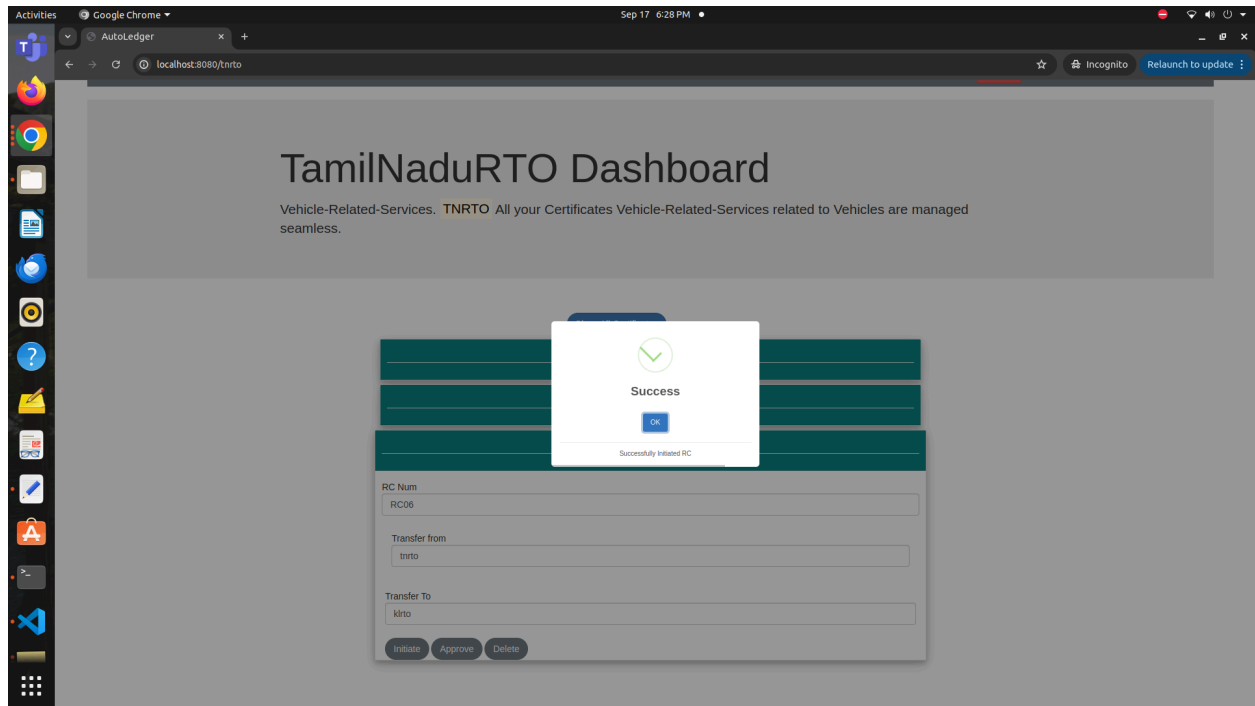 Activities
Google Chrome
Sep 17 6:28 PM
AutoLedger
localhost:8080/tnrto
Incognito
Relaunch to update
TamilNaduRTO Dashboard
Vehicle-Related-Services. TNRTO All your Certificates Vehicle-Related-Services related to Vehicles are managed
seamless.
Success
OK
Successfully Initiated RC
RC Num
RC06
Transfer from
tnrto
Transfer To
klrto
Initiate Approve Delete